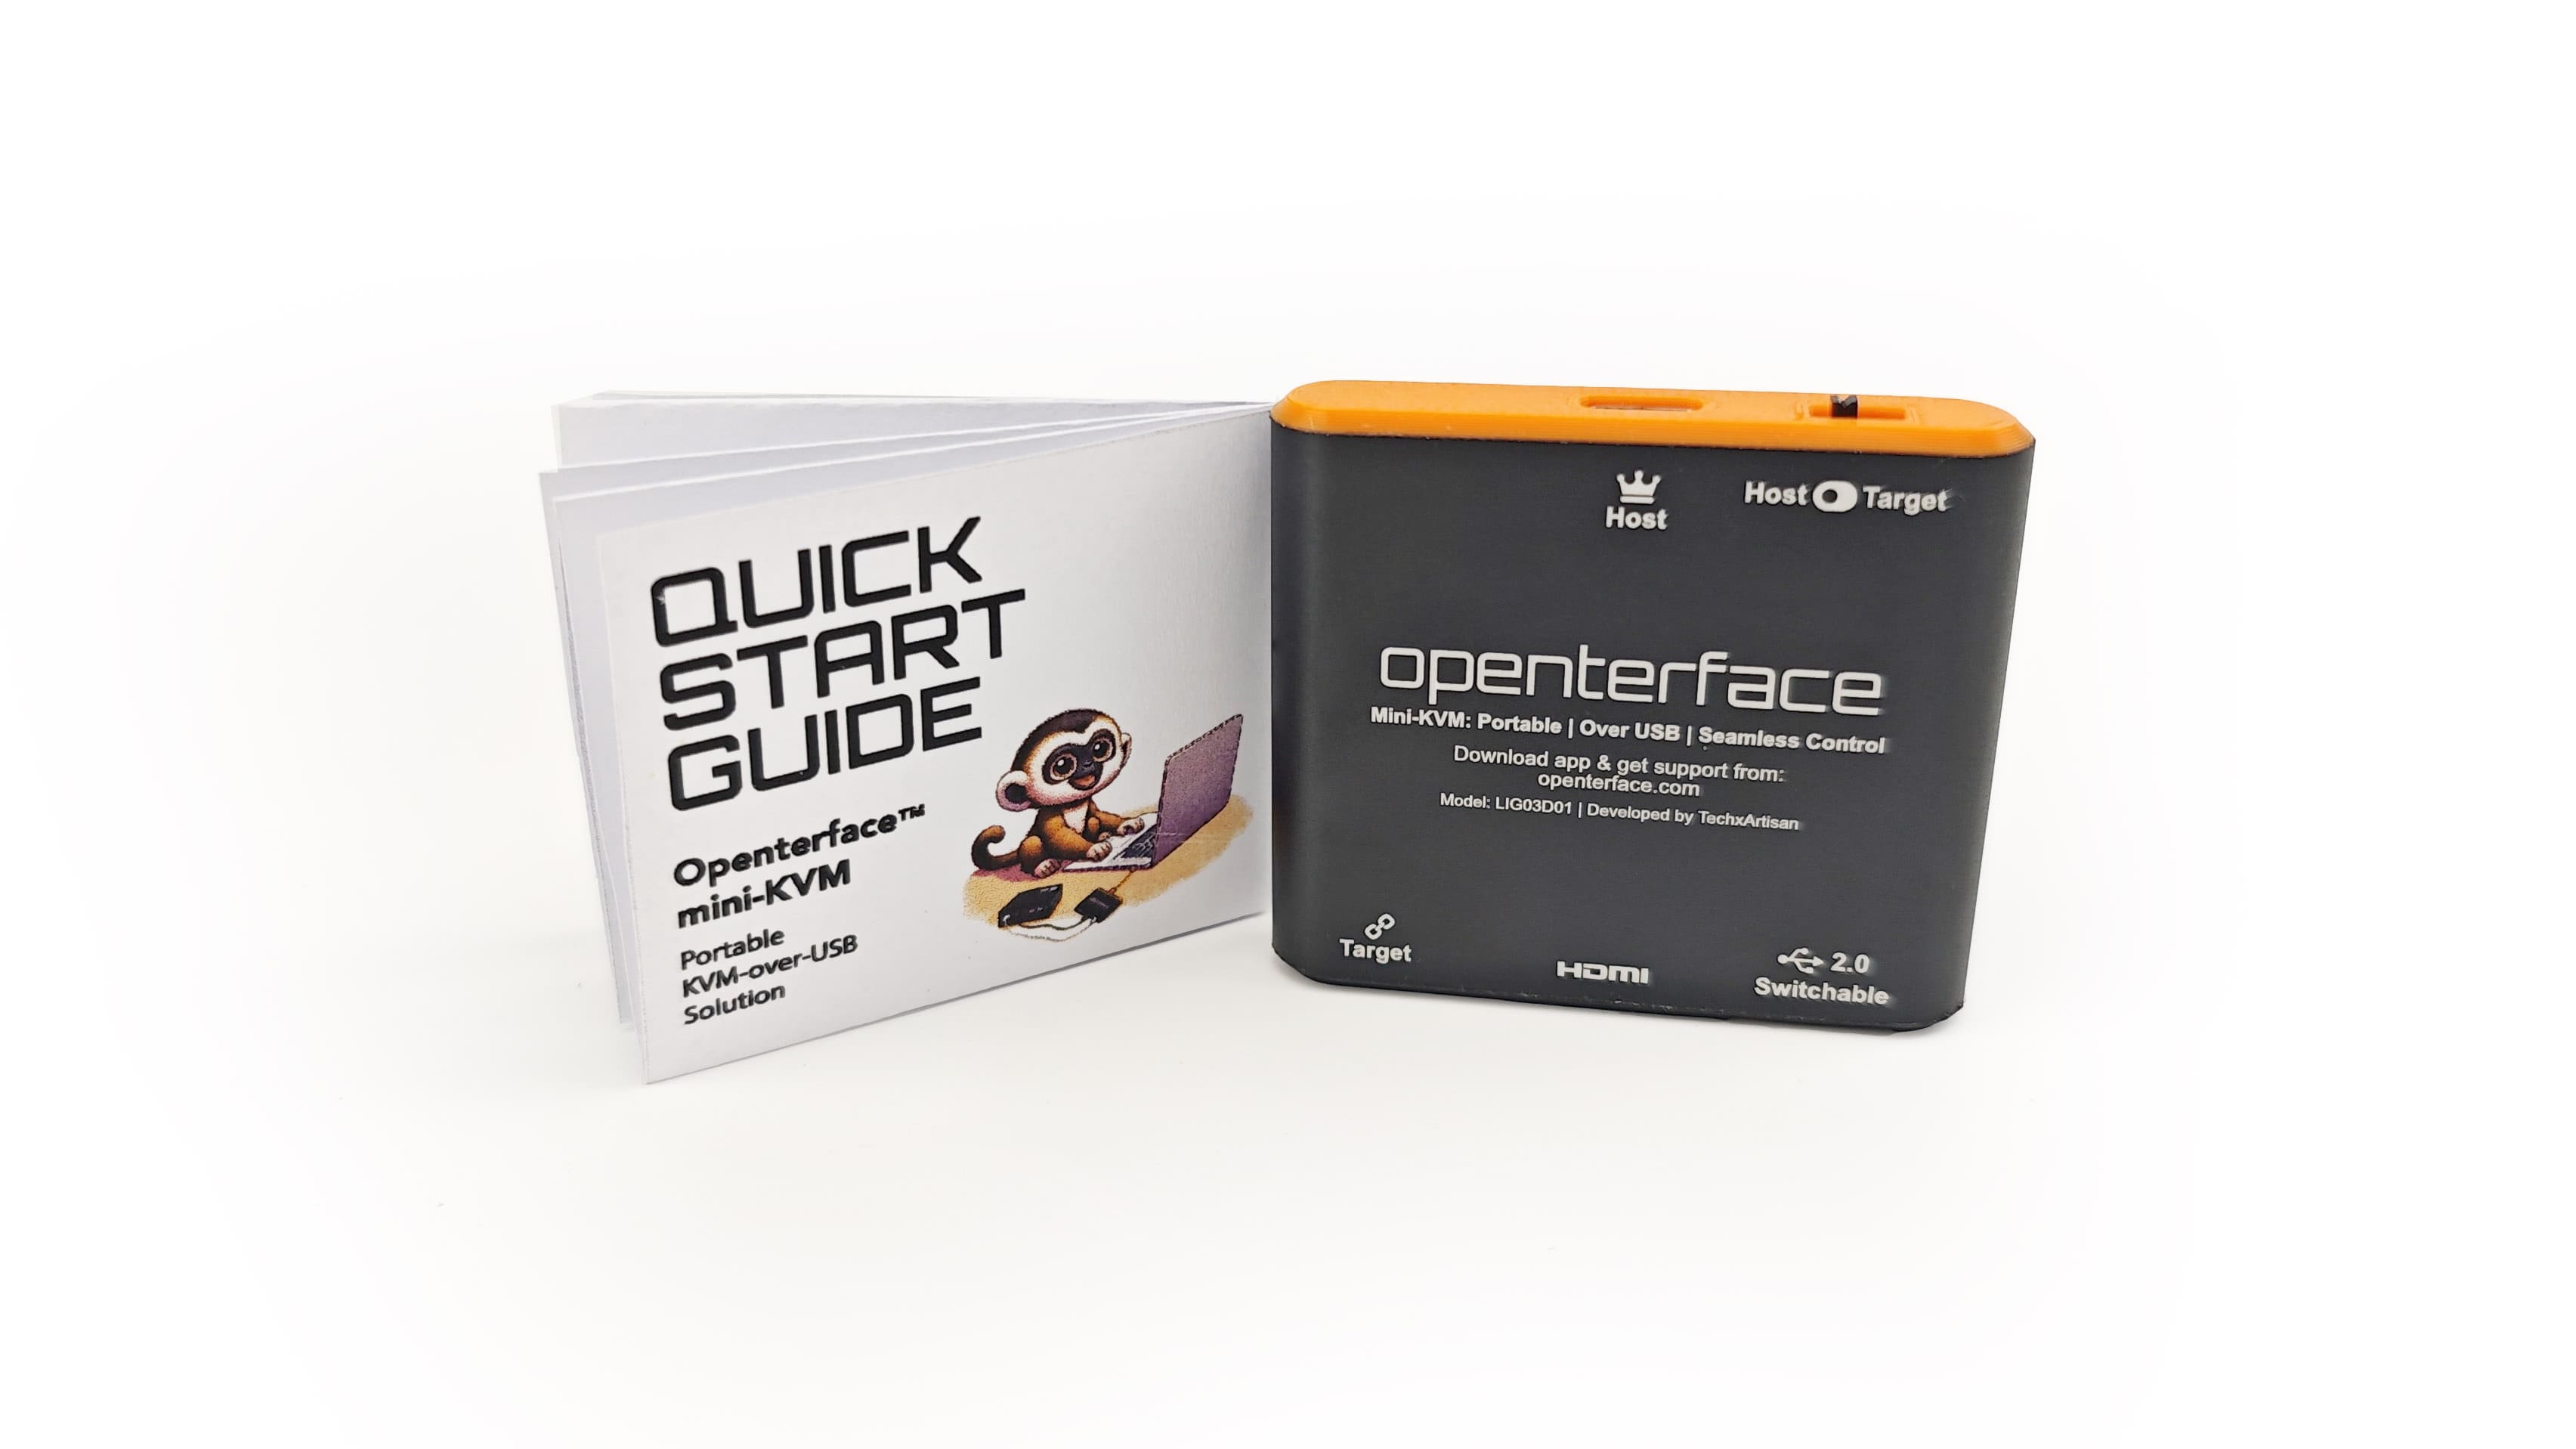 QUICK
START
GUIDE
Openterface™
mini-KVM
Portable
KVM-over-USB
Solution
Host
Host Target
openterface
Mini-KVM: Portable | Over USB | Seamless Control
Download app & get support from:
openterface.com
Model: LIG03D01 | Developed by TechxArtisan
Target
HDMI
2.0
Switchable